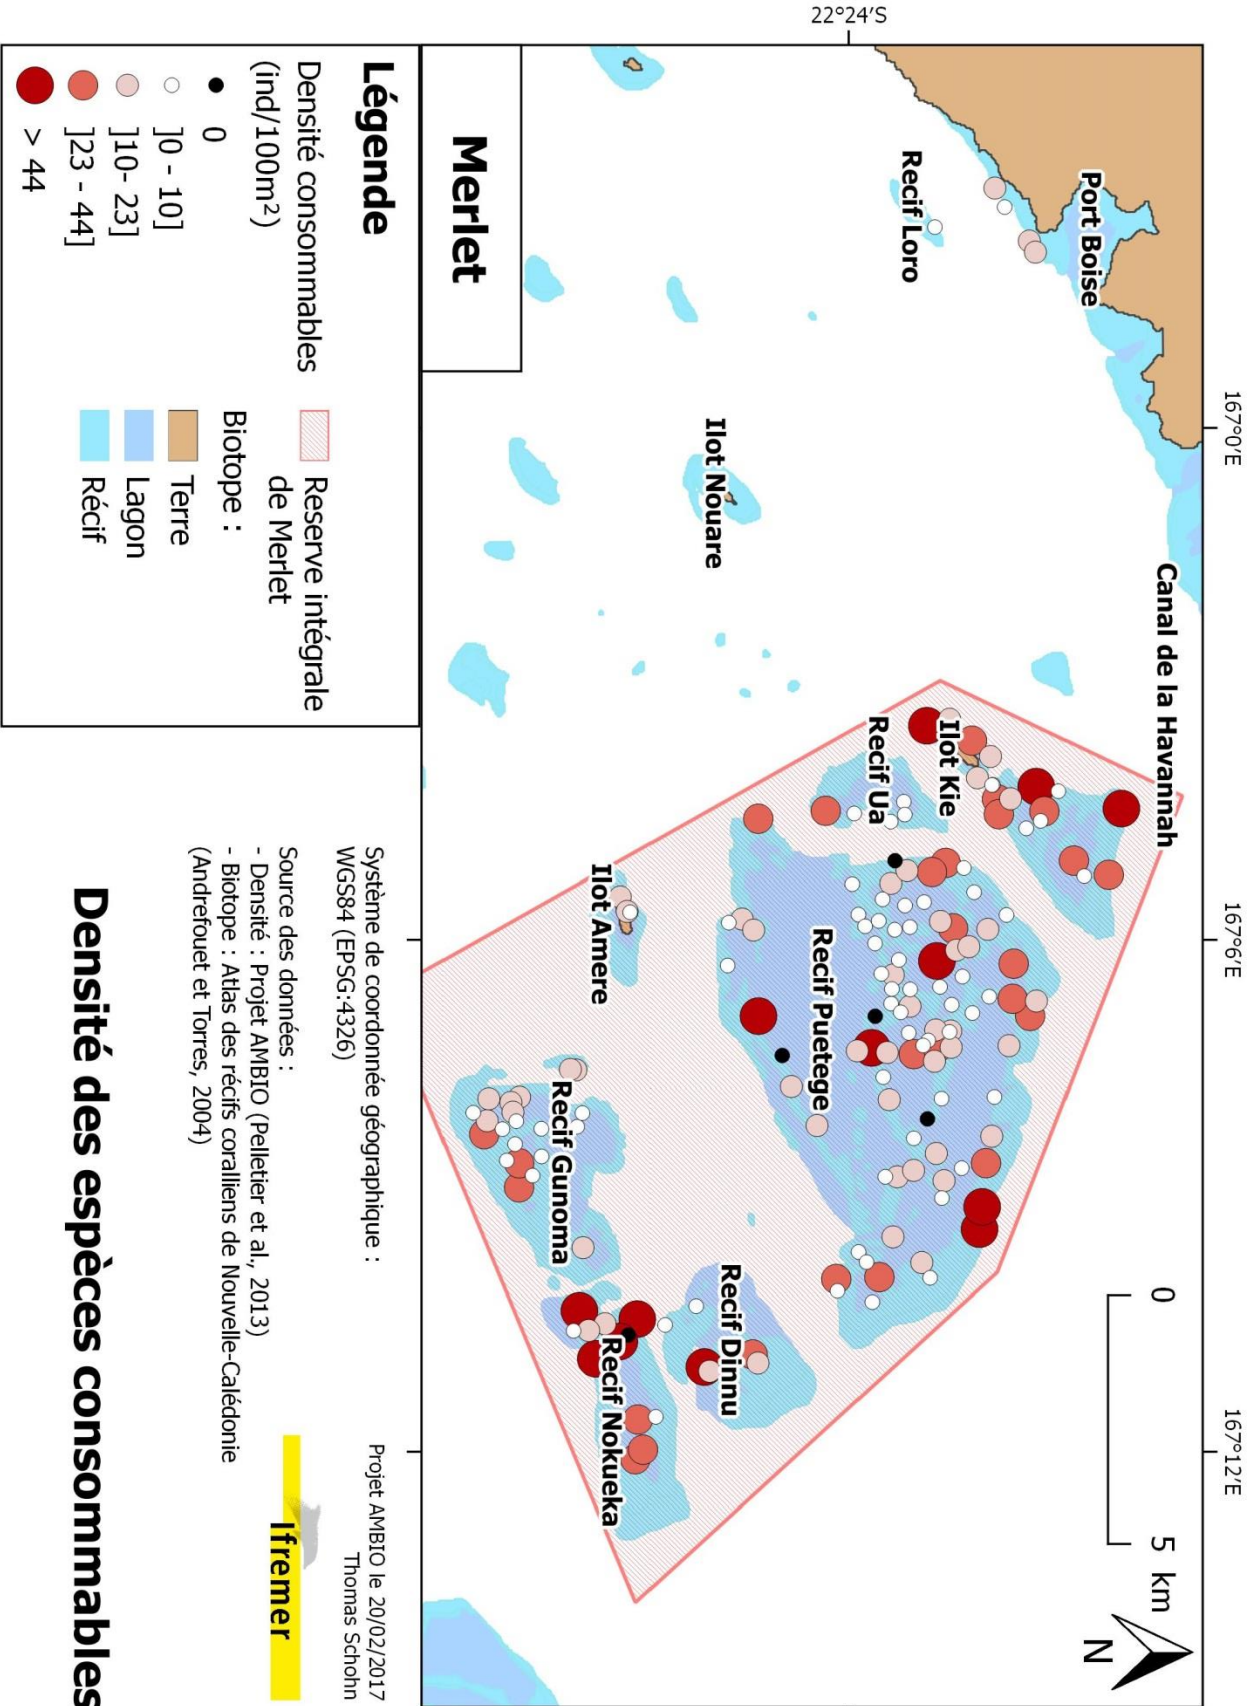 22°24'S
167°0'E
167°6'E
167°12'E
Canal de la Havannah
Port Boise
Recif Loro
Ilot Nouare
Ilot Kie
Recif Ua
Recif Puetege
Ilot Amere
Recif Gunoma
Recif Dinnu
Recif Nokueka
0
5 km
N
Merlet
Légende
Densité consommables
(ind/100m²)
0
]0 - 10]
]10- 23]
]23 - 44]
> 44
Reserve intégrale
de Merlet
Biotope :
Terre
Lagon
Récif
Système de coordonnée géographique :
WGS84 (EPSG:4326)
Source des données :
- Densité : Projet AMBIO (Pelletier et al., 2013)
- Biotope : Atlas des récifs coralliens de Nouvelle-Calédonie
(Andrefouet et Torres, 2004)
Projet AMBIO le 20/02/2017
Thomas Schohn
Ifremer
Densité des espèces consommables